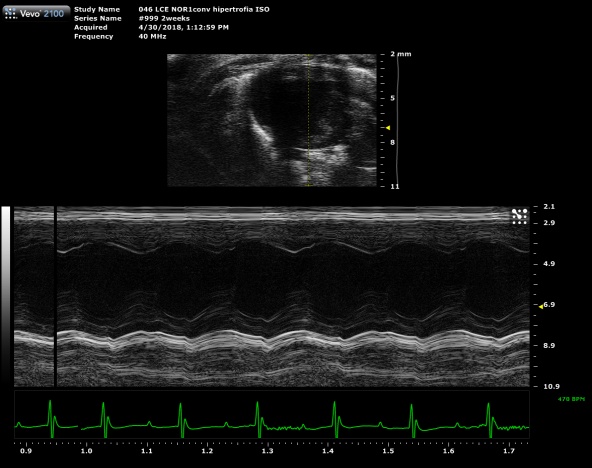 Vevo 2100
Study Name 046 LCE NOR1conv hipertrofia ISO
Series Name #999 2weeks
Acquired 4/30/2018, 1:12:59 PM
Frequency 40 MHz
2 mm
5
8
11
2.1
2.9
4.9
6.9
8.9
10.9
470 BPM
0.9 1.0 1.1 1.2 1.3 1.4 1.5 1.6 1.7